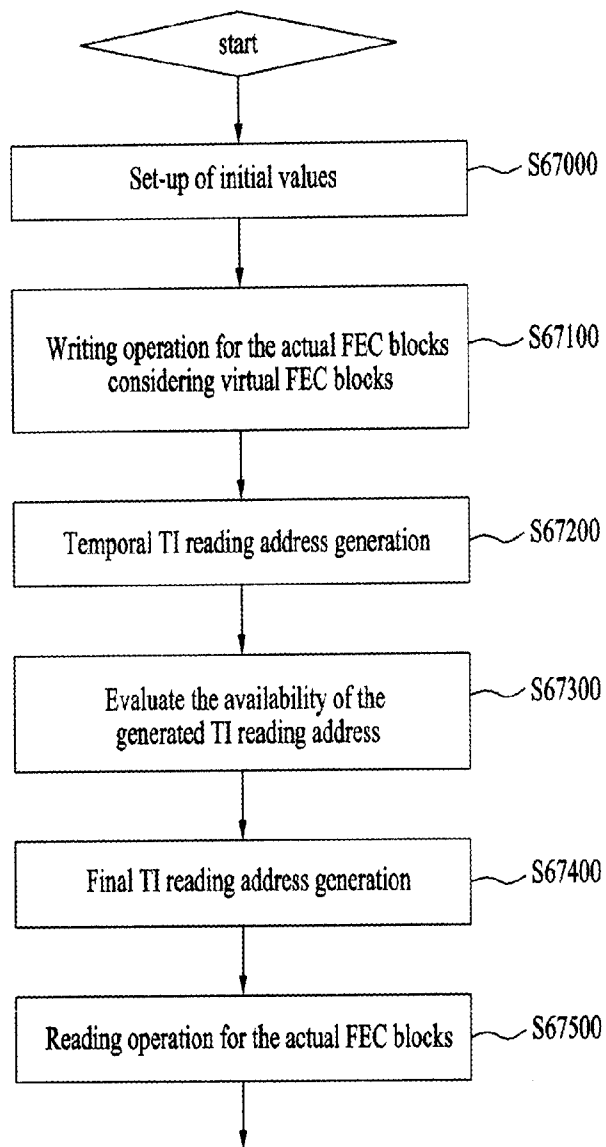 start
Set-up of initial values
S67000
Writing operation for the actual FEC blocks
considering virtual FEC blocks
S67100
Temporal TI reading address generation
S67200
Evaluate the availability of the
generated TI reading address
S67300
Final TI reading address generation
S67400
Reading operation for the actual FEC blocks
S67500